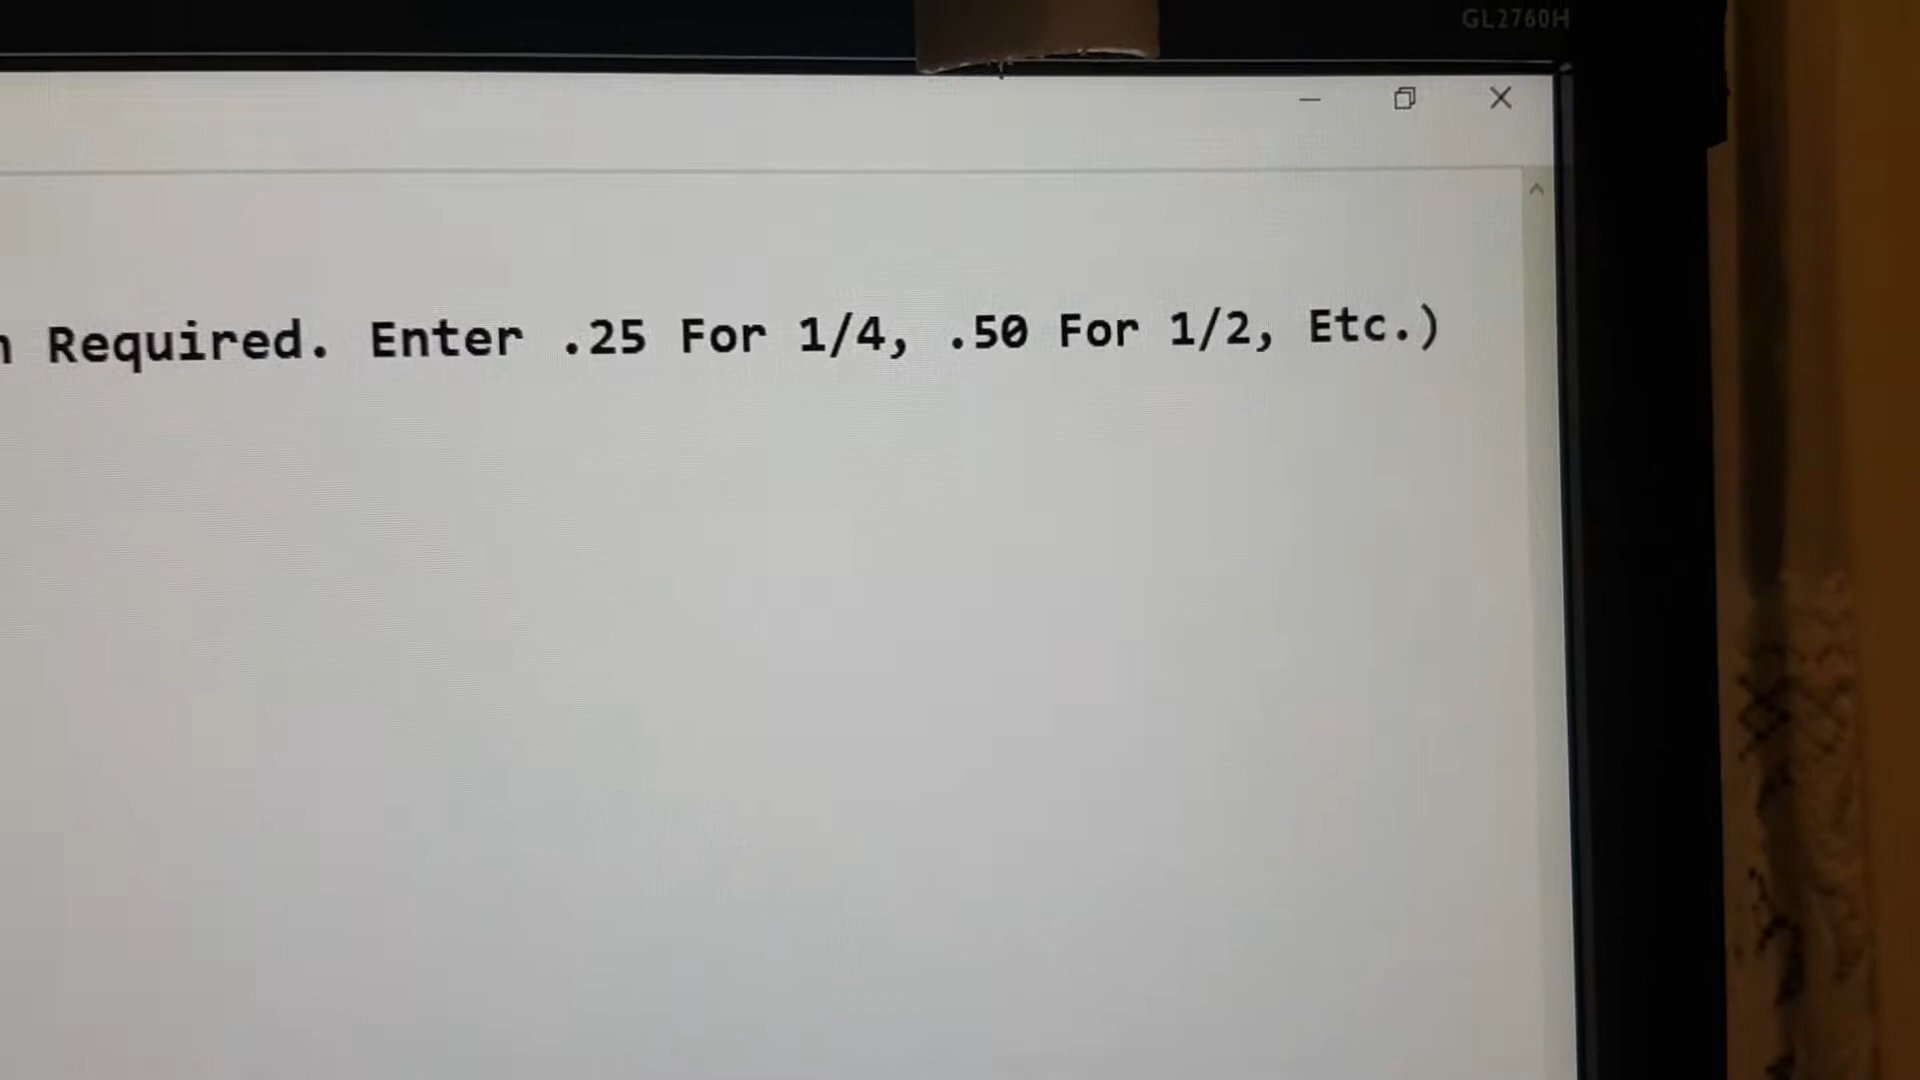 GL2760H
Required. Enter .25 For 1/4, .50 For 1/2, Etc.)